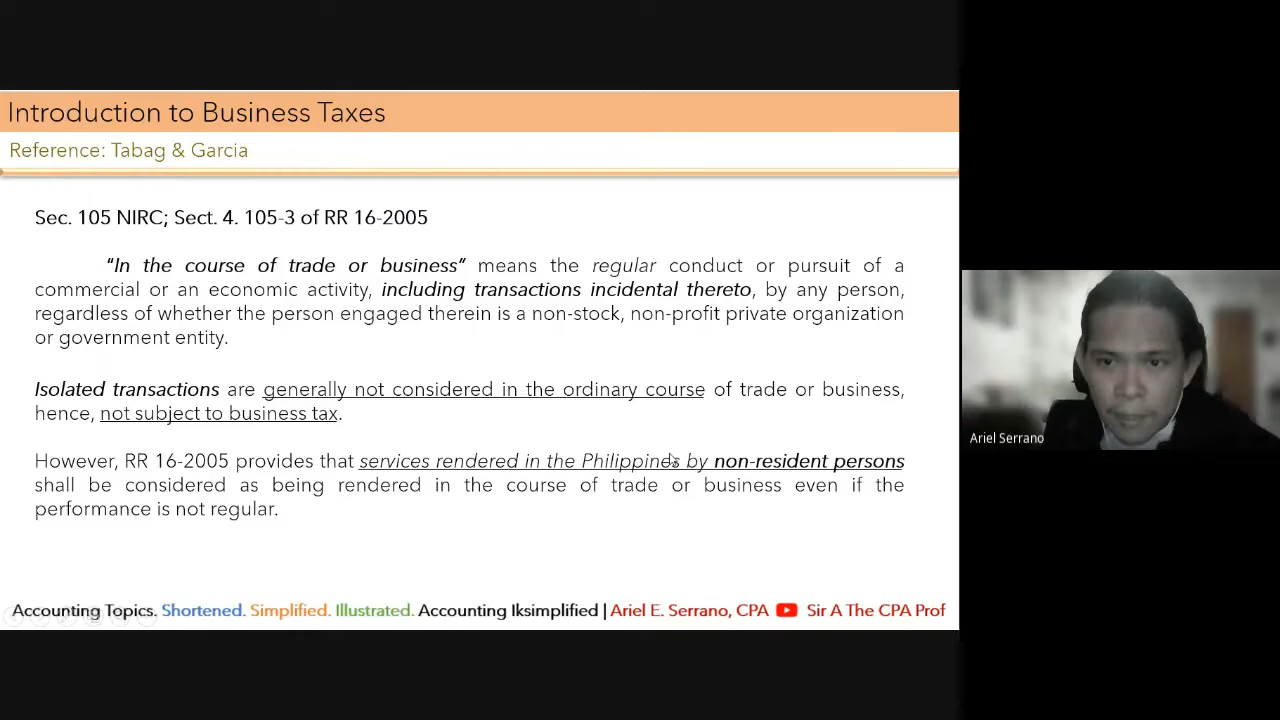 Introduction to Business Taxes
Reference: Tabag & Garcia
Sec. 105 NIRC; Sect. 4. 105-3 of RR 16-2005
“In the course of trade or business” means the regular conduct or pursuit of a
commercial or an economic activity, including transactions incidental thereto, by any person,
regardless of whether the person engaged therein is a non-stock, non-profit private organization
or government entity.
Isolated transactions are generally not considered in the ordinary course of trade or business,
hence, not subject to business tax.
However, RR 16-2005 provides that services rendered in the Philippines by non-resident persons
shall be considered as being rendered in the course of trade or business even if the
performance is not regular.
Accounting Topics. Shortened. Simplified. Illustrated. Accounting Iksimplified | Ariel E. Serrano, CPA Sir A The CPA Prof
Ariel Serrano